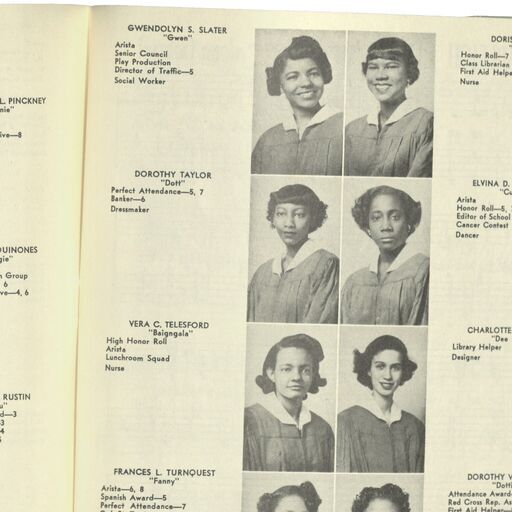 L. PINCKNEY
nie"
ive—8
QUINONES
gie"
n Group
6
ve—4, 6
RUSTIN
u"
d—3
—3
4
GWENDOLYN S. SLATER
"Gwen"
Arista
Senior Council
Play Production
Director of Traffic—5
Social Worker
DOROTHY TAYLOR
"Dott"
Perfect Attendance—5, 7
Banker—6
Dressmaker
VERA C. TELESFORD
"Baigngala"
High Honor Roll
Arista
Lunchroom Squad
Nurse
FRANCES L. TURNQUEST
"Fanny"
Arista—6, 8
Spanish Award—5
Perfect Attendance—7
DORIS
Honor Roll—7
Class Librarian
First Aid Helpe
Nurse
ELVINA D.
"Cu
Arista
Honor Roll—5,
Editor of School
Cancer Contest
Dancer
CHARLOTTE
"Dee
Library Helper
Designer
DOROTHY V
"Dotti
Attendance Award
Red Cross Rep. As
First Aid Helper—